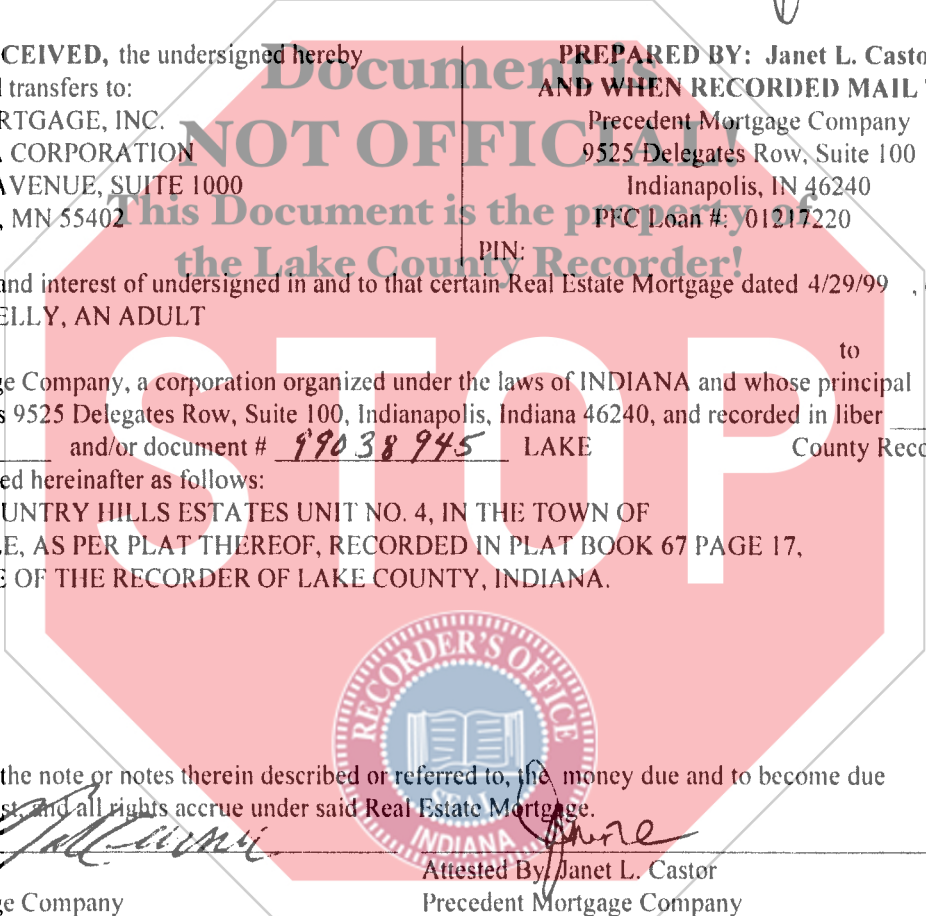 CEIVED, the undersigned hereby
transfers to:
RTGAGE, INC.
CORPORATION
AVENUE, SUITE 1000
, MN 55402
PREPARED BY: Janet L. Casto
AND WHEN RECORDED MAIL
Precedent Mortgage Company
9525 Delegates Row, Suite 100
Indianapolis, IN 46240
PFC Loan #: 01217220
PIN:
Document is
NOT OFFICIAL!
This Document is the property of
the Lake County Recorder!
and interest of undersigned in and to that certain Real Estate Mortgage dated 4/29/99 ,
ELLY, AN ADULT
to
ge Company, a corporation organized under the laws of INDIANA and whose principal
s 9525 Delegates Row, Suite 100, Indianapolis, Indiana 46240, and recorded in liber
and/or document # 99038945 LAKE County Reco
ed hereinafter as follows:
UNTRY HILLS ESTATES UNIT NO. 4, IN THE TOWN OF
E, AS PER PLAT THEREOF, RECORDED IN PLAT BOOK 67 PAGE 17,
E OF THE RECORDER OF LAKE COUNTY, INDIANA.
STOP
RECORDER'S OFFICE
SEAL
INDIANA
the note or notes therein described or referred to, the money due and to become due
st, and all rights accrue under said Real Estate Mortgage.
Attested By Janet L. Castor
ge Company
Precedent Mortgage Company